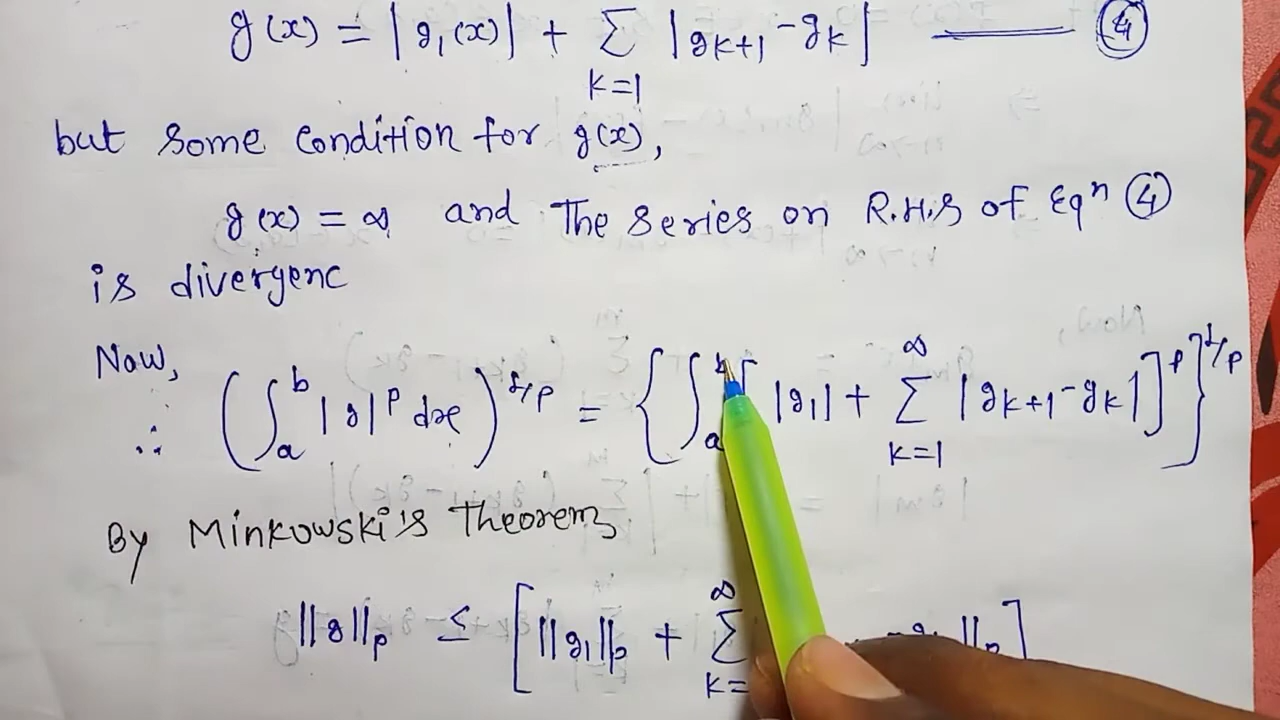 g(x) = |g₁(x)| + Σ_{k=1} |g_{k+1} - g_k| ——— ④
but some condition for g(x),
g(x) = ∞ and The series on R.H.S of Eqⁿ ④
is divergenc
Now,
∴ (∫_a^b |g|^p dx)^{1/p} = {∫_a^b [|g₁| + Σ_{k=1}^∞ |g_{k+1} - g_k|]^p}^{1/p}
By Minkowski's Theorem
||g||_p ≤ [||g₁||_p + Σ_{k=}^∞ ||_p]